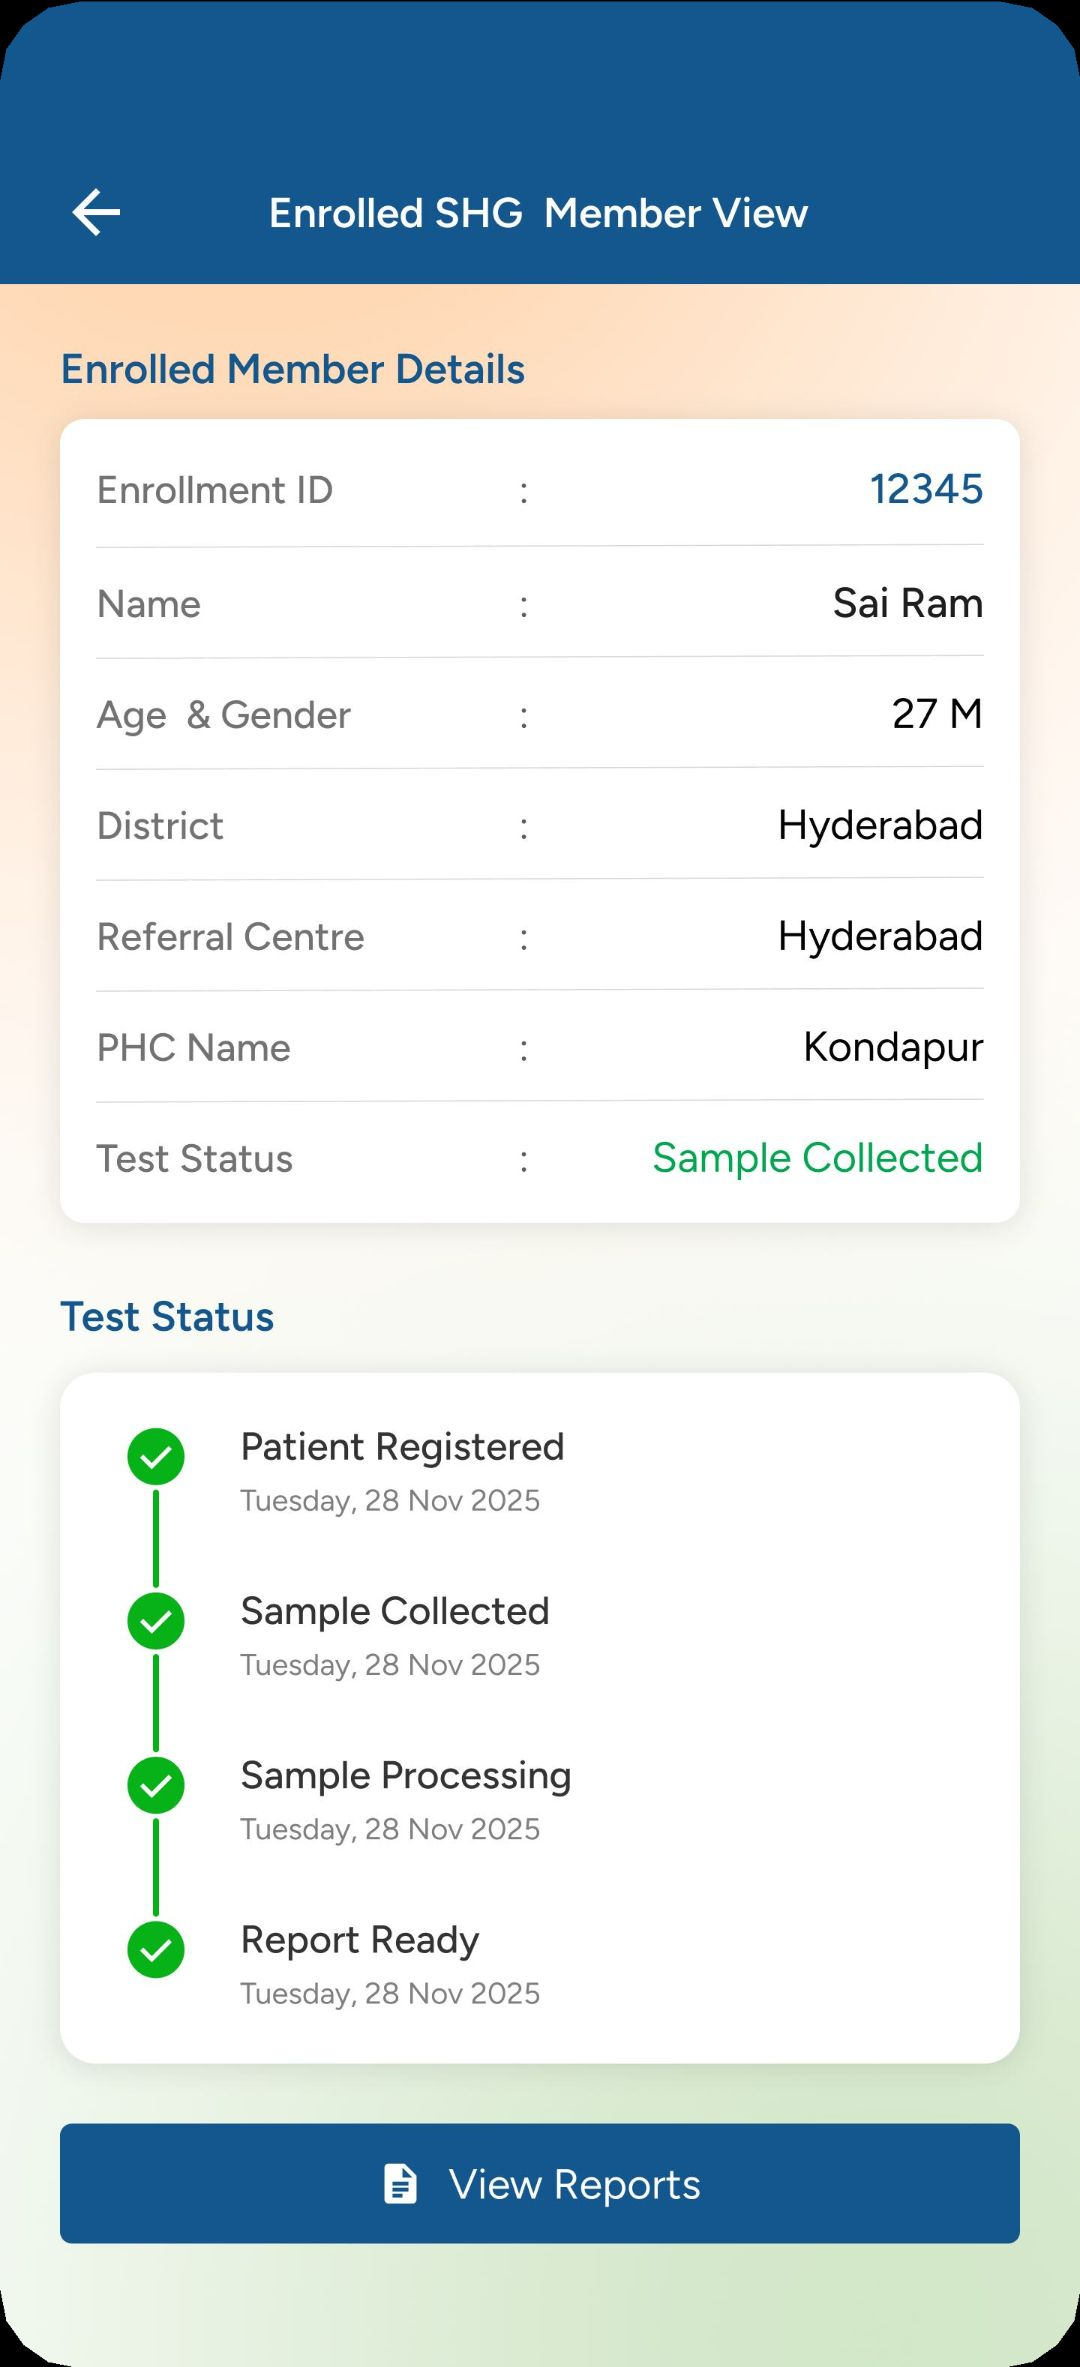 Enrolled SHG  Member View
Enrolled Member Details
Enrollment ID : 12345
Name : Sai Ram
Age  & Gender : 27 M
District : Hyderabad
Referral Centre : Hyderabad
PHC Name : Kondapur
Test Status : Sample Collected
Test Status
Patient Registered
Tuesday, 28 Nov 2025
Sample Collected
Tuesday, 28 Nov 2025
Sample Processing
Tuesday, 28 Nov 2025
Report Ready
Tuesday, 28 Nov 2025
View Reports